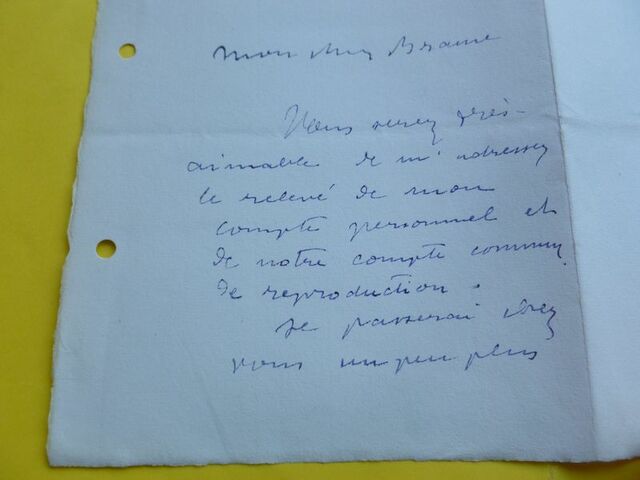 Mon cher Braun
Vous serez très
aimable de m'adresser
le relevé de mon
compte personnel et
de notre compte commun
de reproduction.
Je passerai chez
vous un peu plus